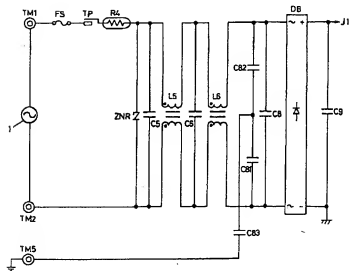 TM1
FS
TP
R4
DB
J1
~ +
C82
L5
L6
1
ZNR
C5
C6
C8
C9
C81
TM2
~ -
C83
TM5